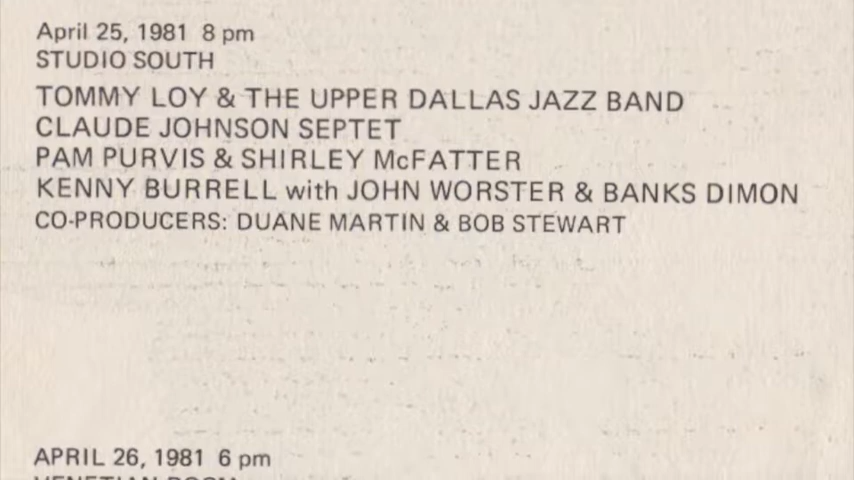 April 25, 1981 8 pm
STUDIO SOUTH
TOMMY LOY & THE UPPER DALLAS JAZZ BAND
CLAUDE JOHNSON SEPTET
PAM PURVIS & SHIRLEY McFATTER
KENNY BURRELL with JOHN WORSTER & BANKS DIMON
CO-PRODUCERS: DUANE MARTIN & BOB STEWART
APRIL 26, 1981 6 pm
VENETIAN ROOM